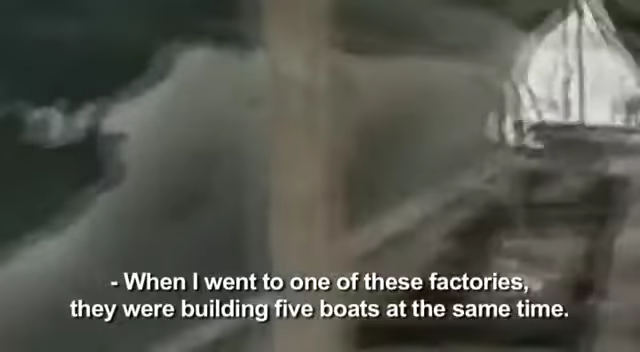 - When I went to one of these factories,
they were building five boats at the same time.